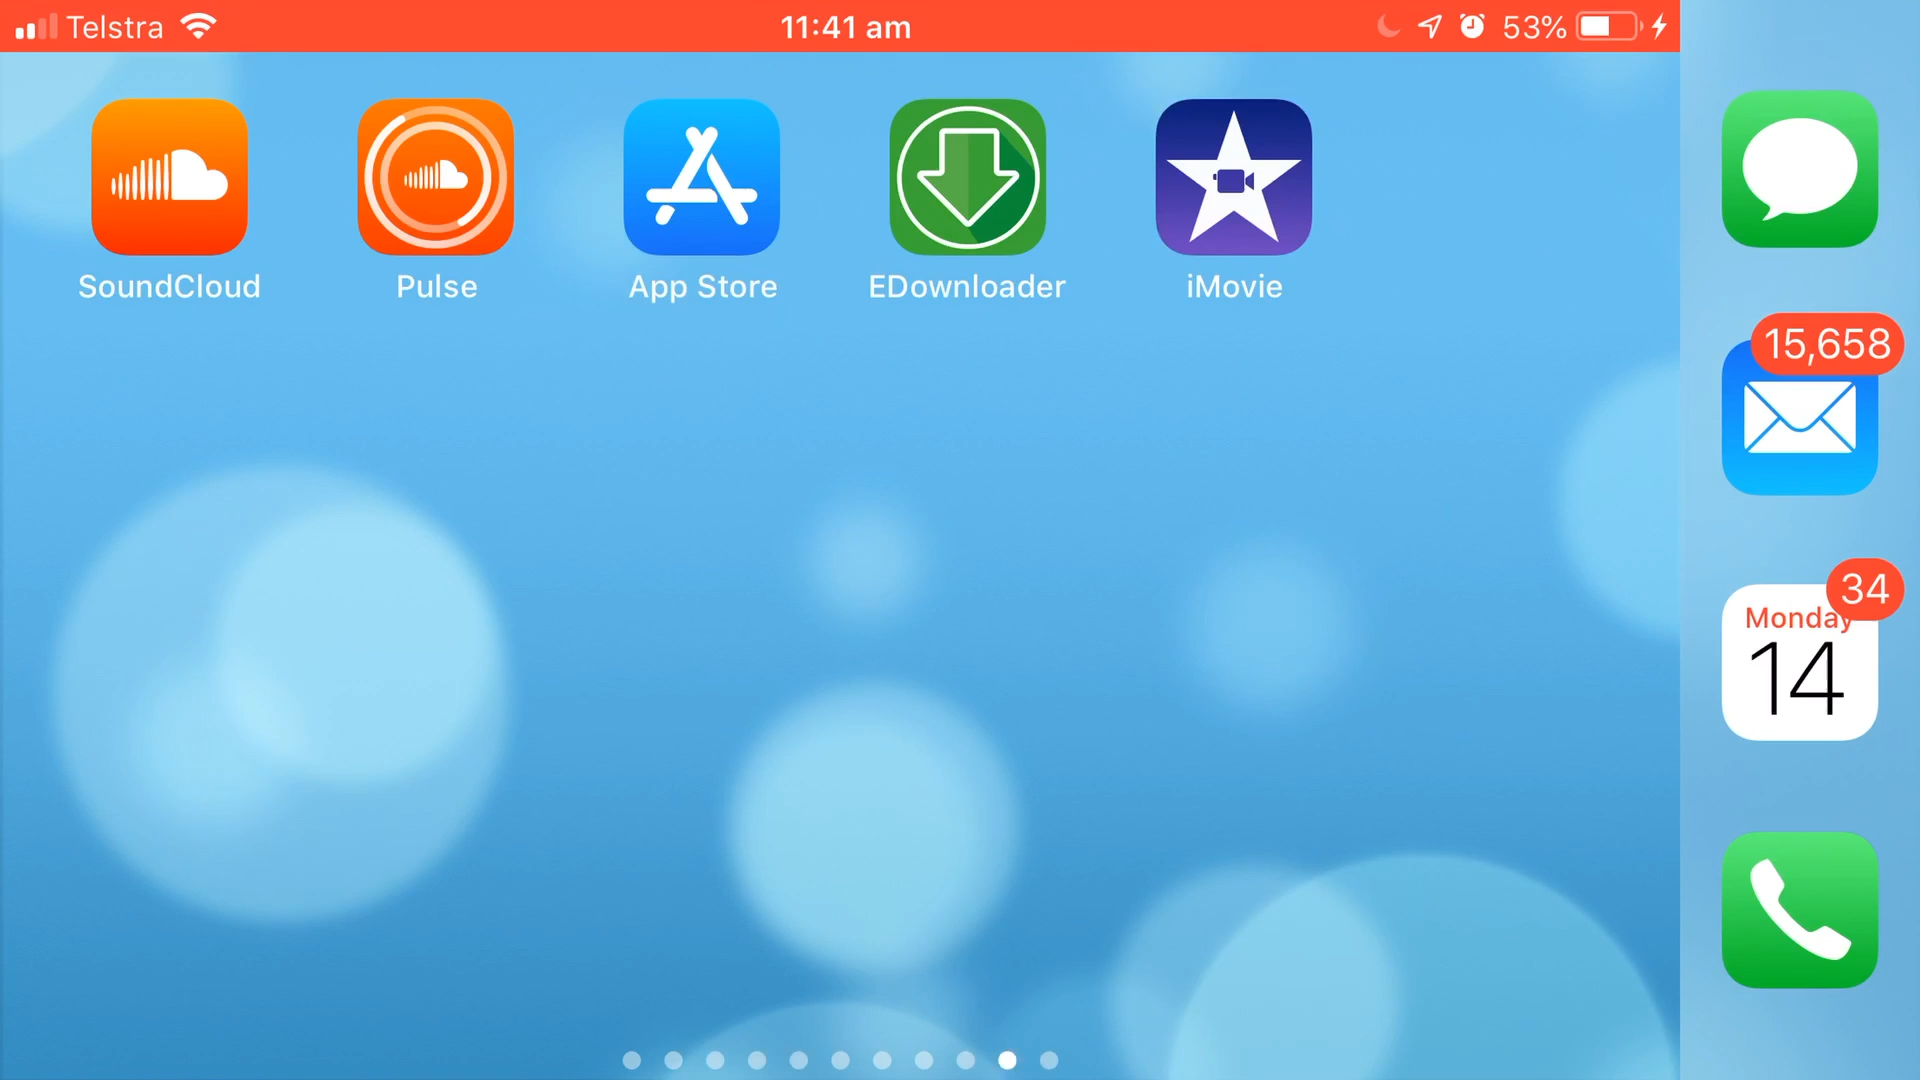 Telstra
11:41 am
53%
SoundCloud
Pulse
App Store
EDownloader
iMovie
15,658
34
Monday
14